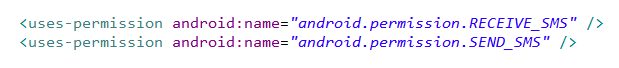 <uses-permission android:name="android.permission.RECEIVE_SMS" />
<uses-permission android:name="android.permission.SEND_SMS" />